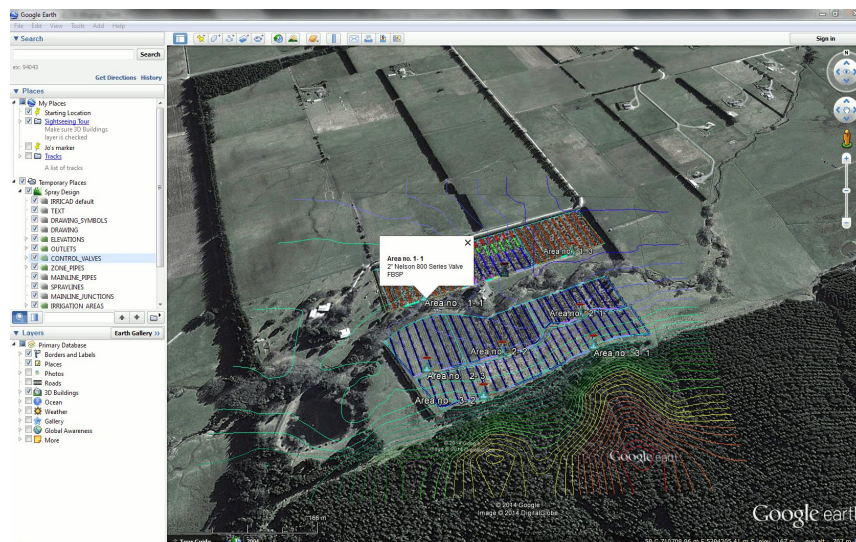 Google Earth
File Edit View Tools Add Help
Sign in
▼ Search
Search
ex: 94043
Get Directions History
▼ Places
My Places
Starting Location
Sightseeing Tour
Make sure 3D Buildings
layer is checked
Jo's marker
Tracks
A list of tracks
Temporary Places
Spray Design
IRRICAD default
TEXT
DRAWING_SYMBOLS
DRAWING
ELEVATIONS
OUTLETS
CONTROL_VALVES
ZONE_PIPES
MAINLINE_PIPES
SPRAYLINES
MAINLINE_JUNCTIONS
IRRIGATION_AREAS
▼ Layers
Earth Gallery >>
Primary Database
Borders and Labels
Places
Photos
Roads
3D Buildings
Ocean
Weather
Gallery
Global Awareness
More
Area no. 1- 1
2" Nelson 800 Series Valve
FBSP
Area no. 1- 3
Area no. 1- 1
Area no. 2- 1
Area no. 2- 2
Area no. 3- 1
Area no. 2- 3
Area no. 3- 2
Google earth
© 2014 Google
Image © 2014 DigitalGlobe
Google earth
Tour Guide